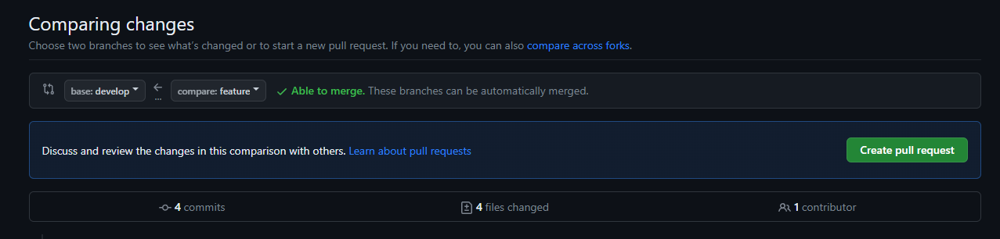 Comparing changes
Choose two branches to see what's changed or to start a new pull request. If you need to, you can also compare across forks.
base: develop ← ... compare: feature ✓ Able to merge. These branches can be automatically merged.
Discuss and review the changes in this comparison with others. Learn about pull requests Create pull request
4 commits 4 files changed 1 contributor